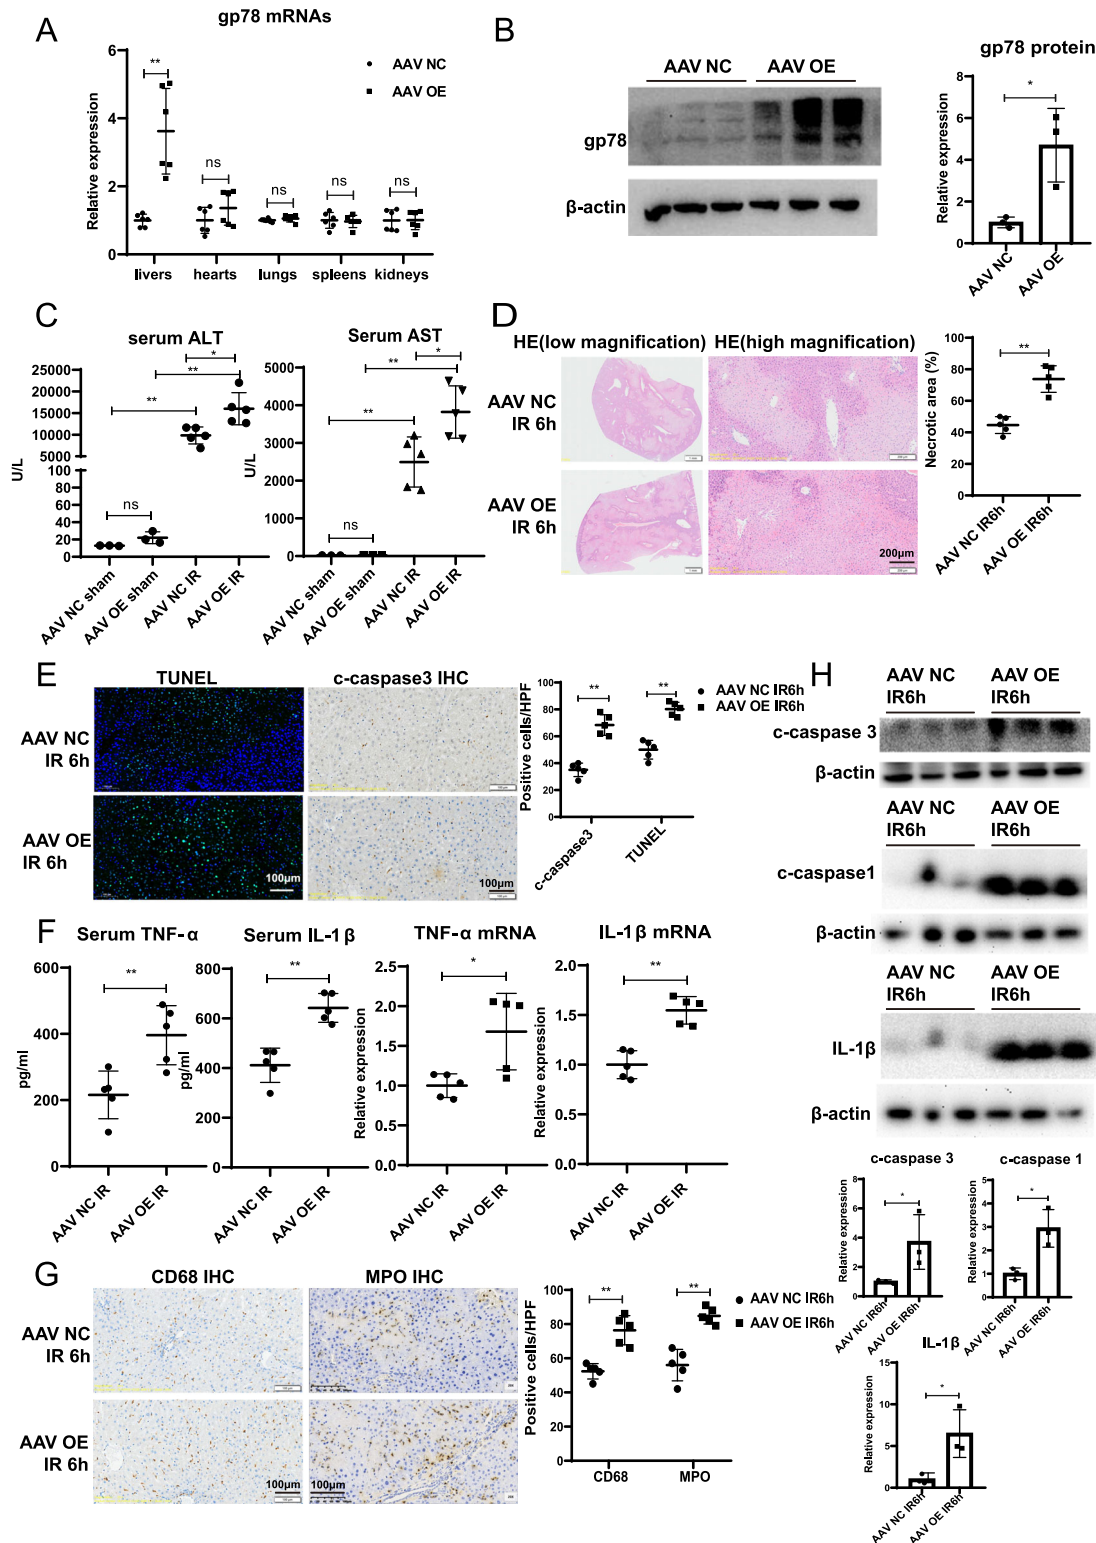 A
gp78 mRNAs
Relative expression
6
4
2
0
**
ns
ns
ns
ns
AAV NC
AAV OE
livers
hearts
lungs
spleens
kidneys
B
AAV NC
AAV OE
gp78
β-actin
gp78 protein
Relative expression
8
6
4
2
0
*
AAV NC
AAV OE
C
serum ALT
U/L
25000
20000
15000
10000
5000
100
80
60
40
20
0
*
**
**
ns
AAV NC sham
AAV OE sham
AAV NC IR
AAV OE IR
Serum AST
U/L
5000
4000
3000
2000
1000
0
*
**
**
ns
AAV NC sham
AAV OE sham
AAV NC IR
AAV OE IR
D
HE(low magnification)
HE(high magnification)
AAV NC
IR 6h
AAV OE
IR 6h
200μm
Necrotic area (%)
100
80
60
40
20
0
**
AAV NC IR6h
AAV OE IR6h
E
TUNEL
c-caspase3 IHC
AAV NC
IR 6h
AAV OE
IR 6h
100μm
100μm
Positive cells/HPF
100
80
60
40
20
0
**
**
AAV NC IR6h
AAV OE IR6h
c-caspase3
TUNEL
F
Serum TNF-α
pg/ml
600
400
200
0
**
AAV NC IR
AAV OE IR
Serum IL-1β
pg/ml
800
600
400
200
0
**
AAV NC IR
AAV OE IR
TNF-α mRNA
Relative expression
2.5
2.0
1.5
1.0
0.5
0.0
*
AAV NC IR
AAV OE IR
IL-1β mRNA
Relative expression
2.0
1.5
1.0
0.5
0.0
**
AAV NC IR
AAV OE IR
G
CD68 IHC
MPO IHC
AAV NC
IR 6h
AAV OE
IR 6h
100μm
100μm
Positive cells/HPF
100
80
60
40
20
0
**
**
AAV NC IR6h
AAV OE IR6h
CD68
MPO
H
AAV NC
IR6h
AAV OE
IR6h
c-caspase 3
β-actin
AAV NC
IR6h
AAV OE
IR6h
c-caspase1
β-actin
AAV NC
IR6h
AAV OE
IR6h
IL-1β
β-actin
c-caspase 3
Relative expression
8
6
4
2
0
*
AAV NC IR6h
AAV OE IR6h
c-caspase 1
Relative expression
5
4
3
2
1
0
*
AAV NC IR6h
AAV OE IR6h
IL-1β
Relative expression
15
10
5
0
*
AAV NC IR6h
AAV OE IR6h